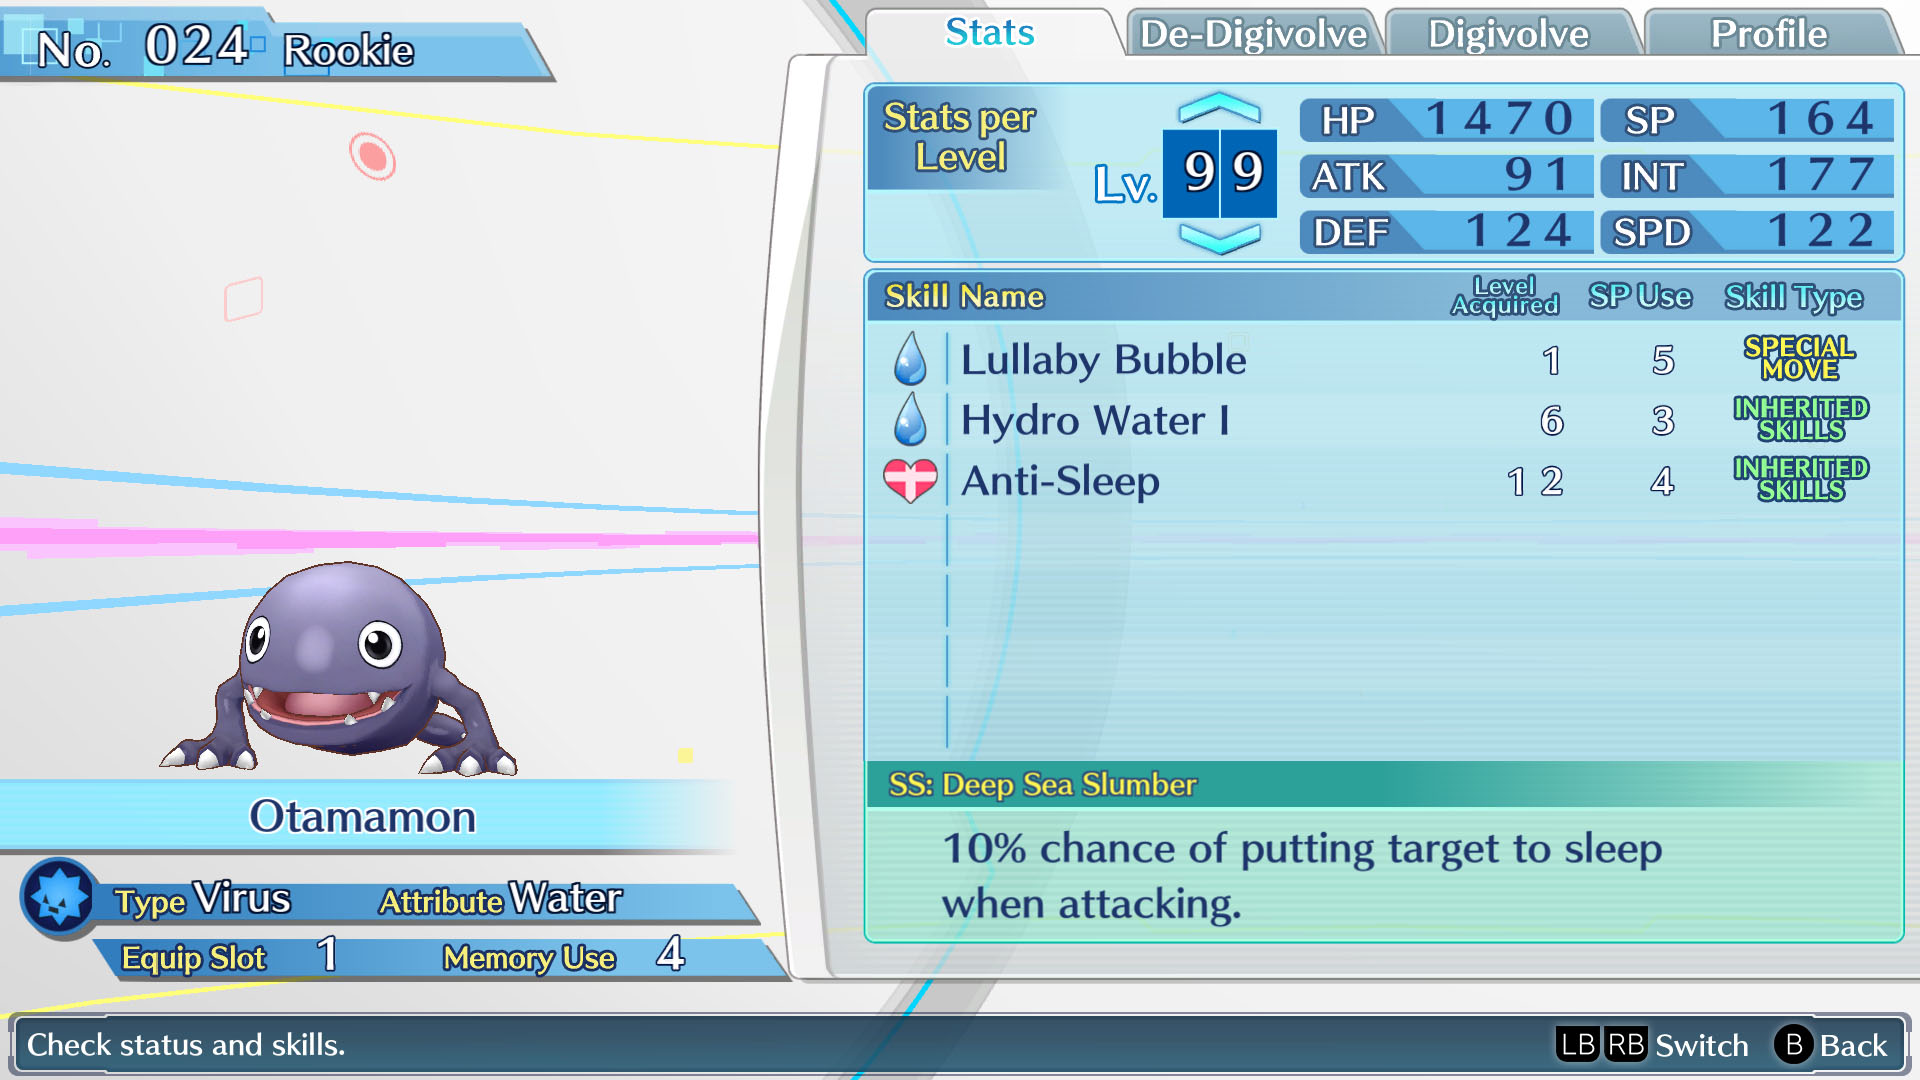 No. 024 Rookie
Stats
De-Digivolve
Digivolve
Profile
Stats per
Level
Lv. 99
HP 1470
SP 164
ATK 91
INT 177
DEF 124
SPD 122
Skill Name
Level
Acquired
SP Use
Skill Type
Lullaby Bubble 1 5 SPECIAL
MOVE
Hydro Water I 6 3 INHERITED
SKILLS
Anti-Sleep 12 4 INHERITED
SKILLS
SS: Deep Sea Slumber
10% chance of putting target to sleep
when attacking.
Otamamon
Type Virus Attribute Water
Equip Slot 1 Memory Use 4
Check status and skills.
LB RB Switch B Back